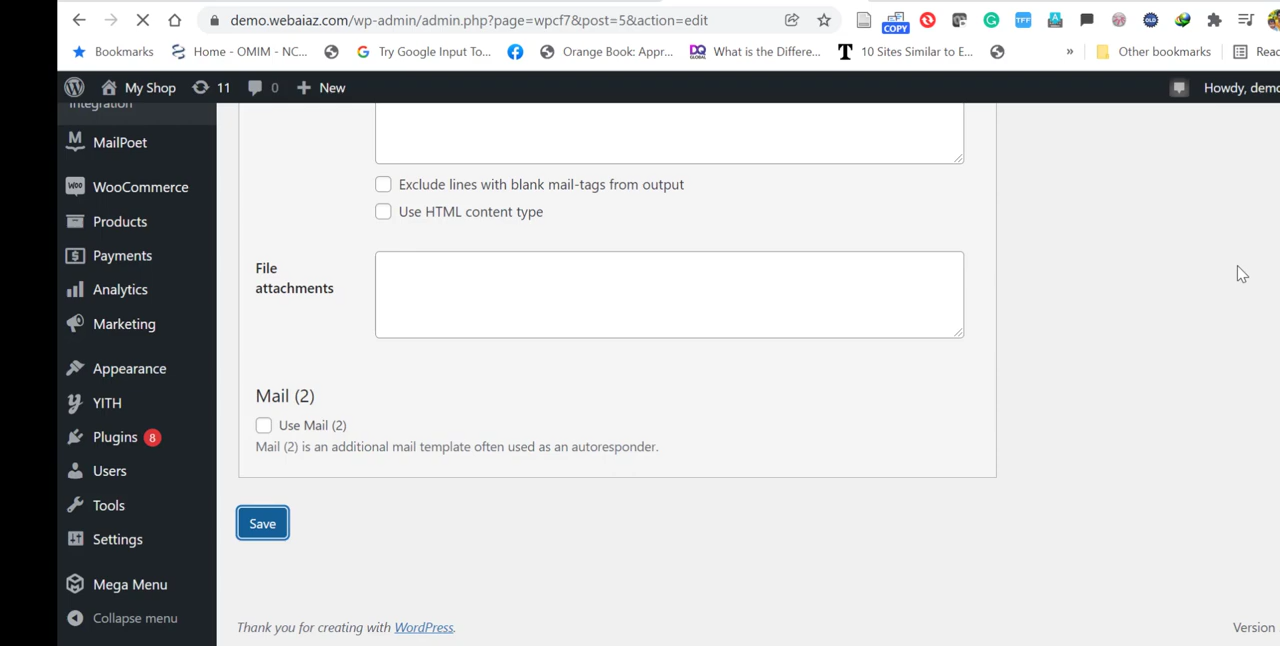 demo.webaiaz.com/wp-admin/admin.php?page=wpcf7&post=5&action=edit
COPY
TFF
OLD
Bookmarks
Home - OMIM - NC...
Try Google Input To...
Orange Book: Appr...
What is the Differe...
10 Sites Similar to E...
»
Other bookmarks
Reac
My Shop
11
0
New
Howdy, demo
Integration
MailPoet
WooCommerce
Products
Payments
Analytics
Marketing
Appearance
YITH
Plugins 8
Users
Tools
Settings
Mega Menu
Collapse menu
Exclude lines with blank mail-tags from output
Use HTML content type
File
attachments
Mail (2)
Use Mail (2)
Mail (2) is an additional mail template often used as an autoresponder.
Save
Thank you for creating with WordPress.
Version